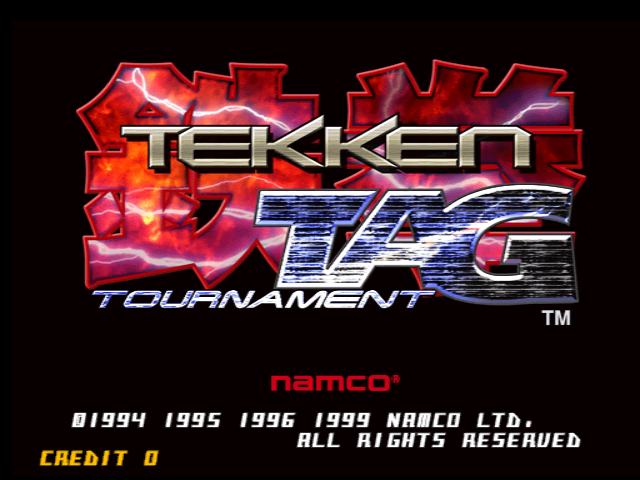 鉄拳
TEKKEN
TAG
TOURNAMENT
TM
namco®
©1994 1995 1996 1999 NAMCO LTD.
ALL RIGHTS RESERVED
CREDIT 0